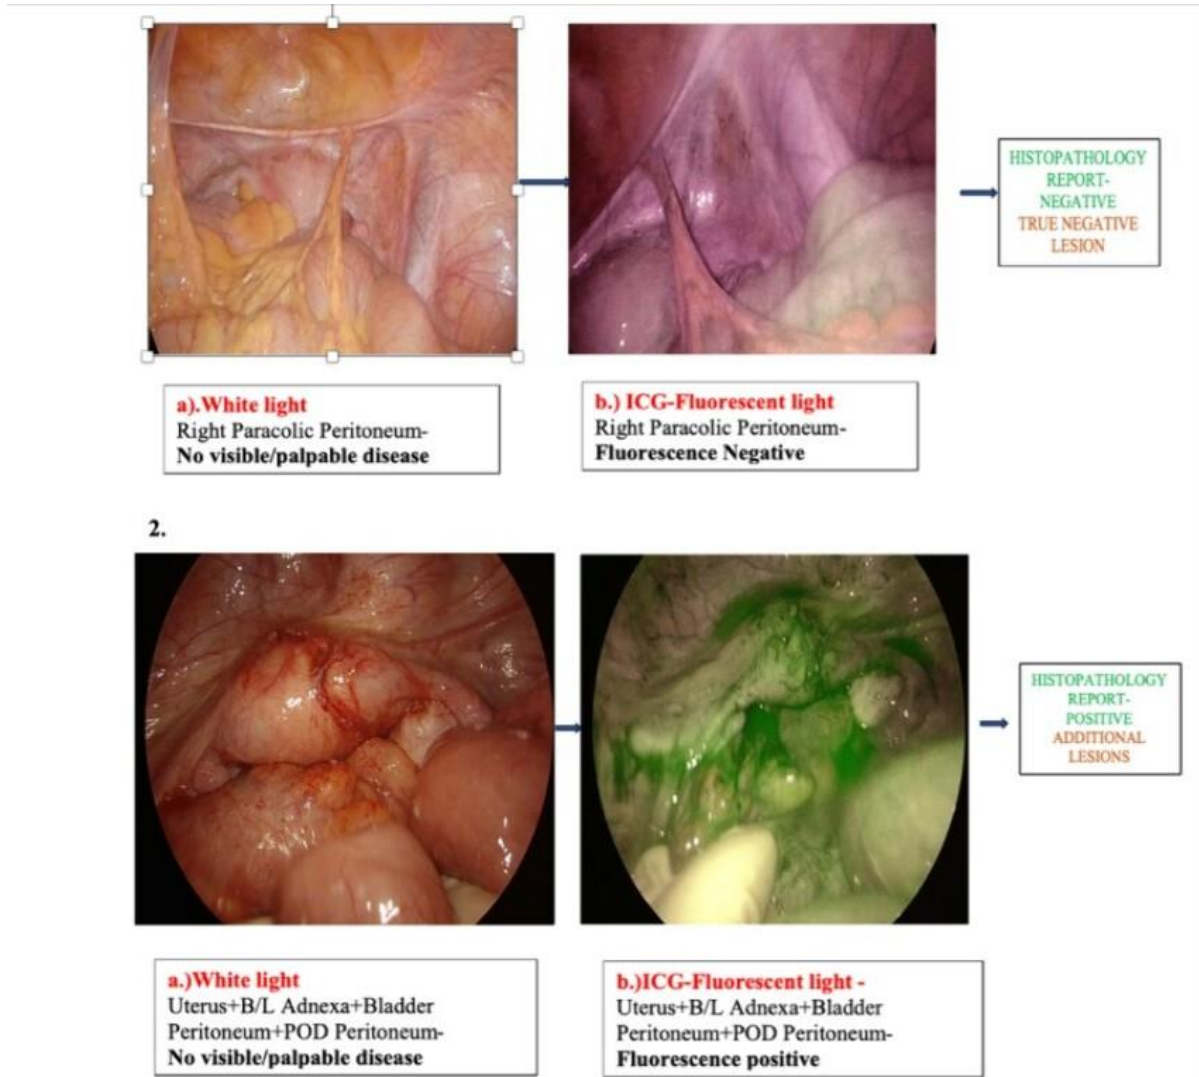 HISTOPATHOLOGY
REPORT-
NEGATIVE
TRUE NEGATIVE
LESION
a).White light
Right Paracolic Peritoneum-
No visible/palpable disease
b.) ICG-Fluorescent light
Right Paracolic Peritoneum-
Fluorescence Negative
2.
HISTOPATHOLOGY
REPORT-
POSITIVE
ADDITIONAL
LESIONS
a.)White light
Uterus+B/L Adnexa+Bladder
Peritoneum+POD Peritoneum-
No visible/palpable disease
b.)ICG-Fluorescent light -
Uterus+B/L Adnexa+Bladder
Peritoneum+POD Peritoneum-
Fluorescence positive